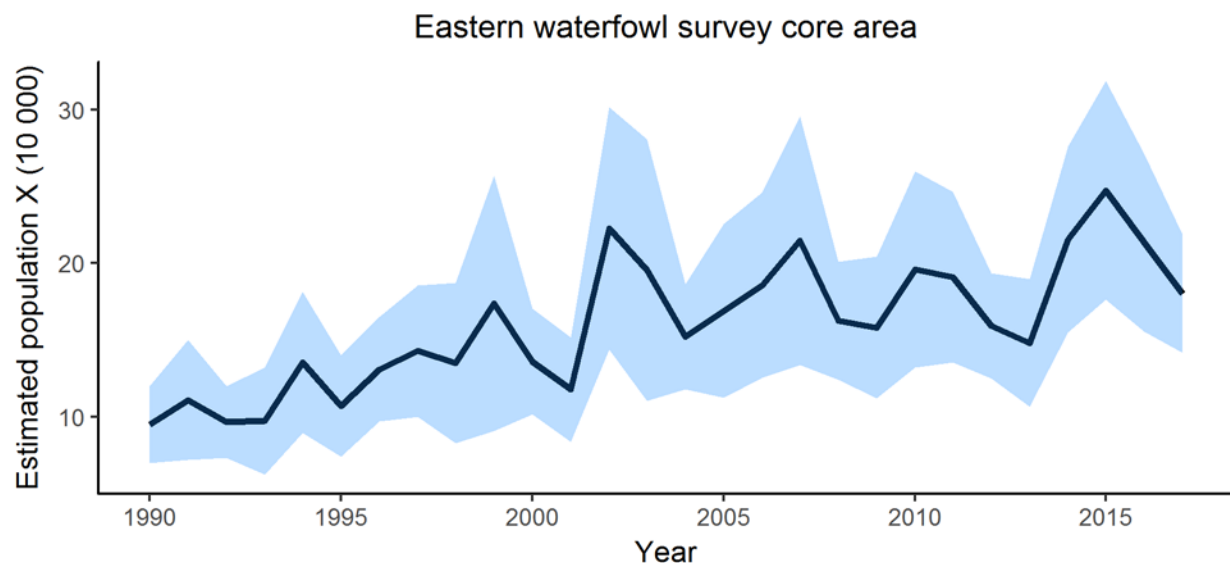 Eastern waterfowl survey core area
Estimated population X (10 000)
30
20
10
1990 1995 2000 2005 2010 2015
Year